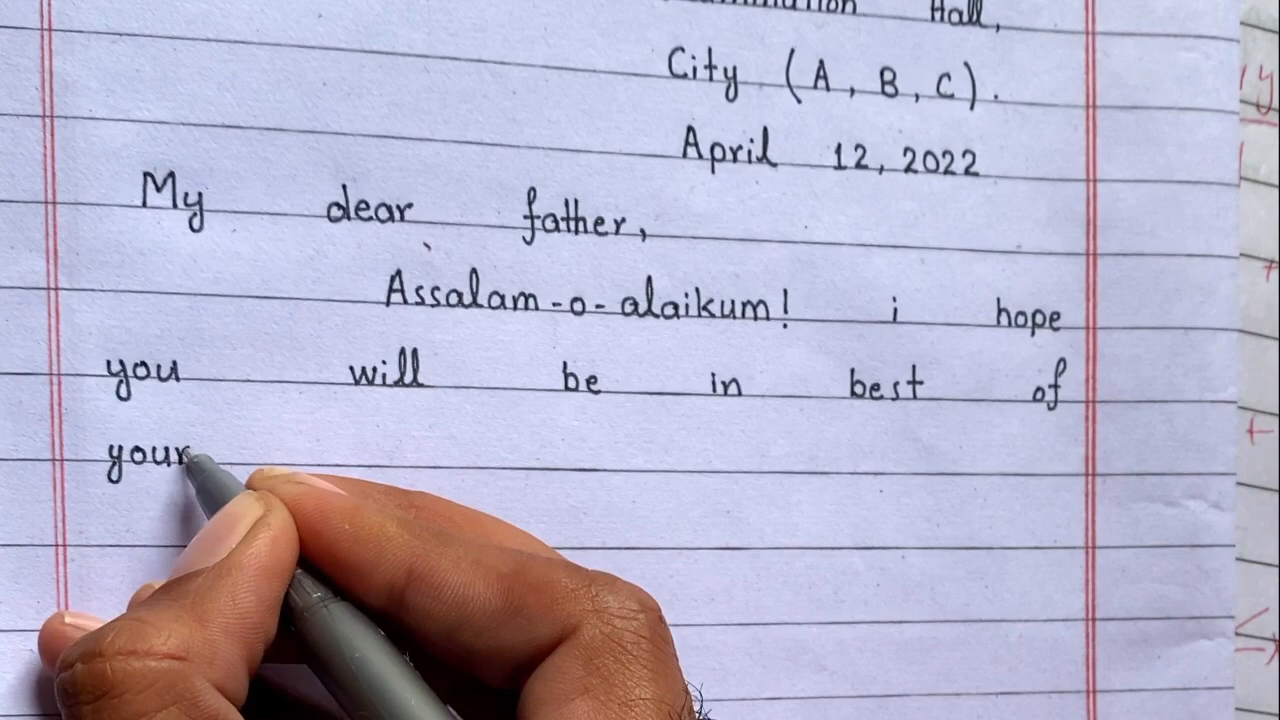 Hall,
City (A, B, C).
April 12, 2022
My dear father,
Assalam-o-alaikum! i hope
you will be in best of
your